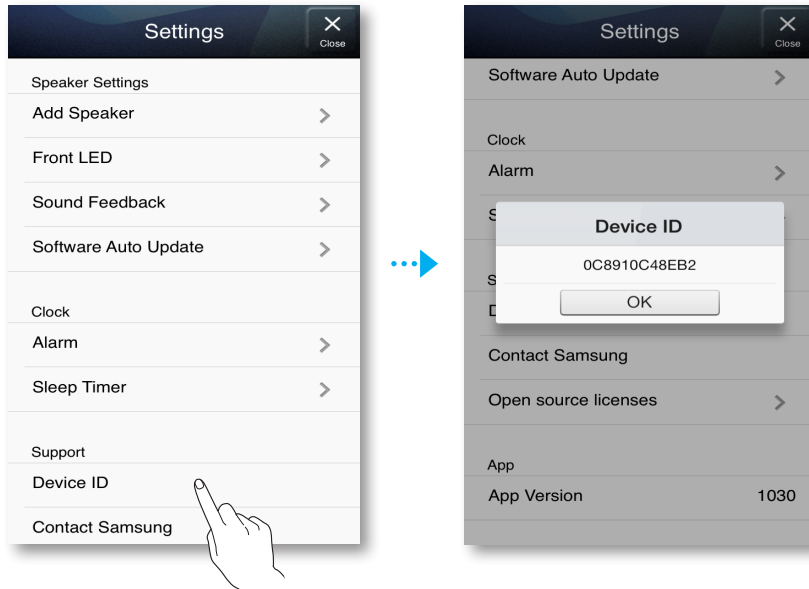 Settings
Close
Speaker Settings
Add Speaker
Front LED
Sound Feedback
Software Auto Update
Clock
Alarm
Sleep Timer
Support
Device ID
Contact Samsung
Settings
Close
Software Auto Update
Clock
Alarm
S
Device ID
S
0C8910C48EB2
D
OK
Contact Samsung
Open source licenses
App
App Version 1030